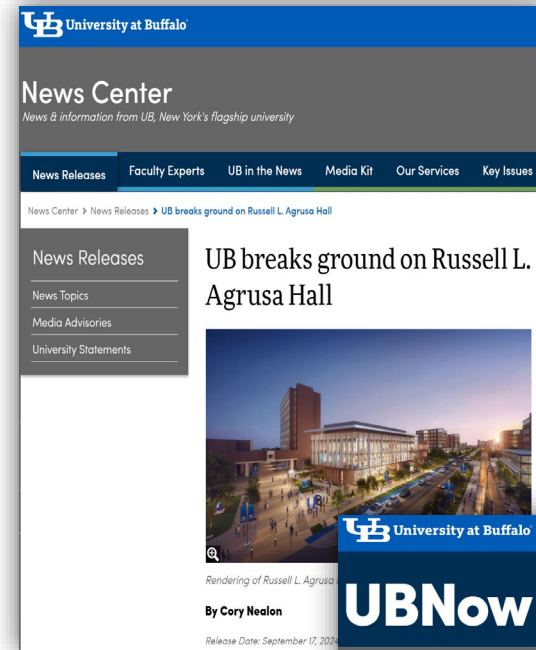 University at Buffalo
News Center
News & information from UB, New York's flagship university
News Releases Faculty Experts UB in the News Media Kit Our Services Key Issues
News Center > News Releases > UB breaks ground on Russell L. Agrusa Hall
News Releases
News Topics
Media Advisories
University Statements
UB breaks ground on Russell L.
Agrusa Hall
Rendering of Russell L. Agrusa
By Cory Nealon
Release Date: September 17, 2024
University at Buffalo
UBNow